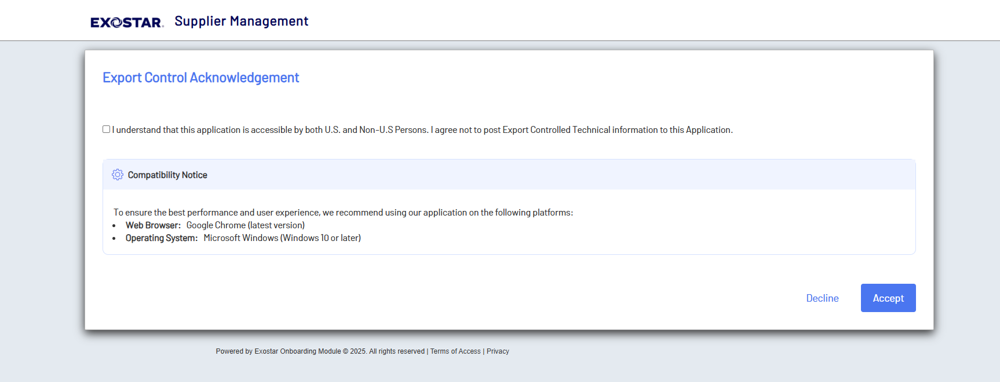 EXOSTAR. Supplier Management
Export Control Acknowledgement
I understand that this application is accessible by both U.S. and Non-U.S Persons. I agree not to post Export Controlled Technical information to this Application.
Compatibility Notice
To ensure the best performance and user experience, we recommend using our application on the following platforms:
• Web Browser: Google Chrome (latest version)
• Operating System: Microsoft Windows (Windows 10 or later)
Decline Accept
Powered by Exostar Onboarding Module © 2025. All rights reserved | Terms of Access | Privacy